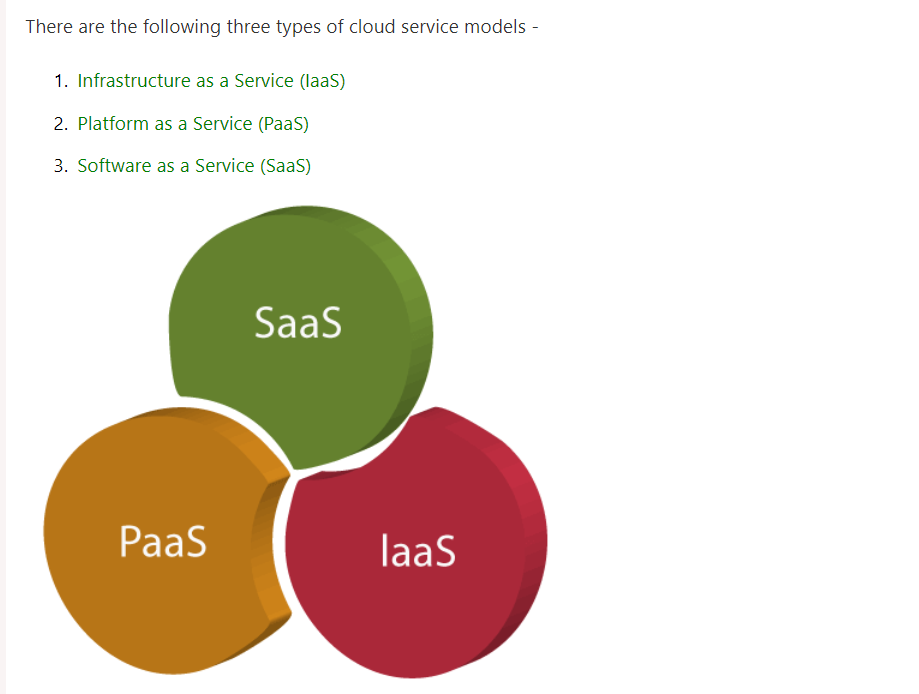 There are the following three types of cloud service models -
1. Infrastructure as a Service (IaaS)
2. Platform as a Service (PaaS)
3. Software as a Service (SaaS)
SaaS
PaaS
IaaS